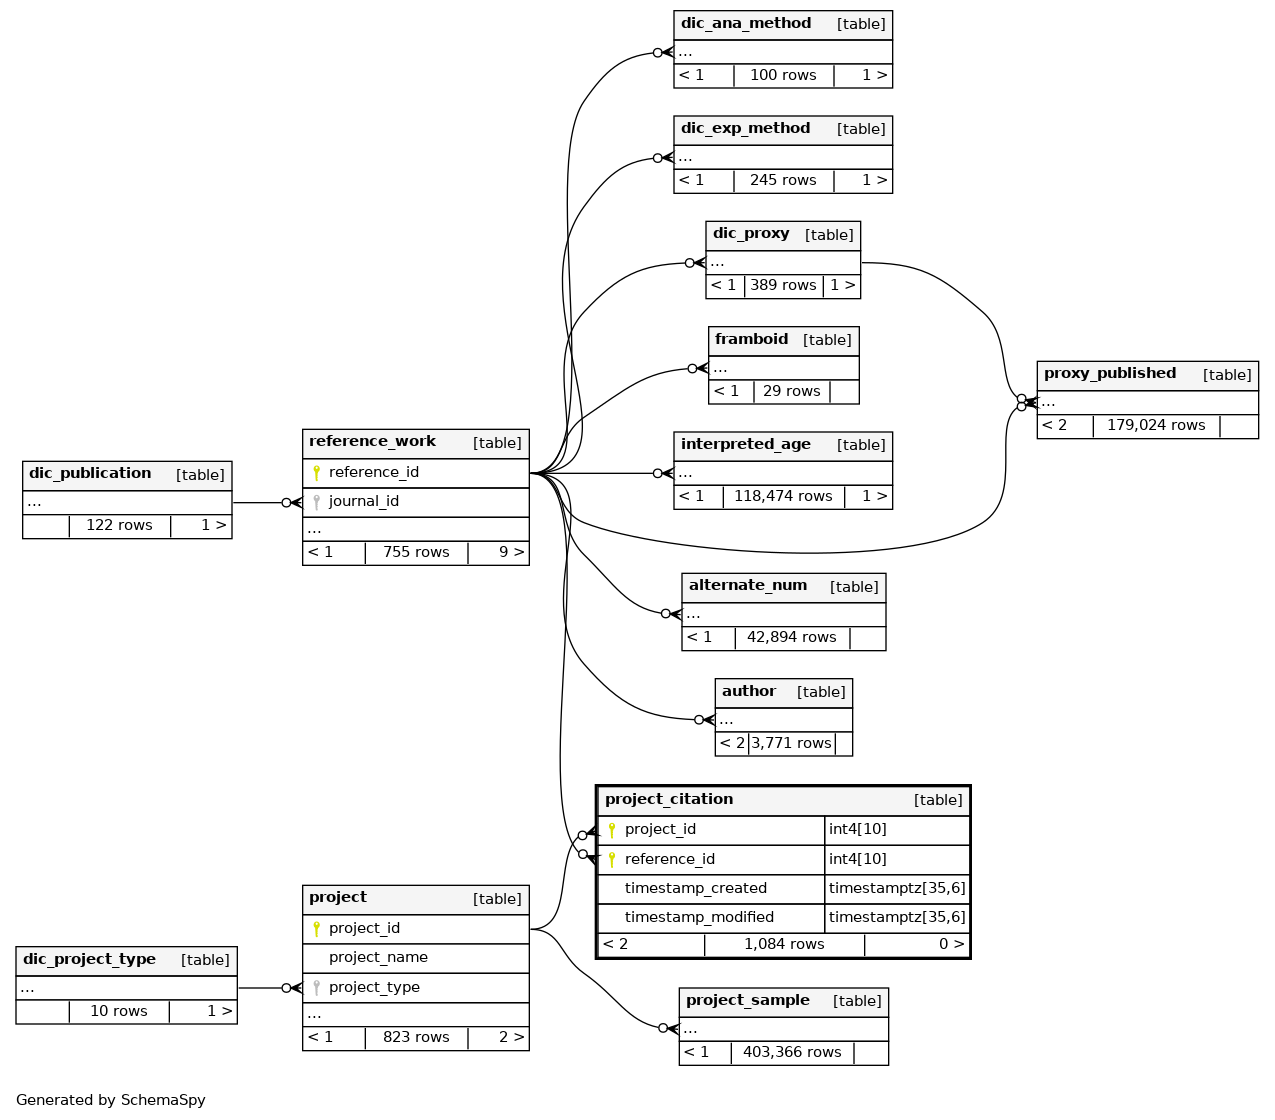 dic_ana_method [table]
...
< 1 100 rows 1 >
dic_exp_method [table]
...
< 1 245 rows 1 >
dic_proxy [table]
...
< 1 389 rows 1 >
framboid [table]
...
< 1 29 rows
proxy_published [table]
...
< 2 179,024 rows
interpreted_age [table]
...
< 1 118,474 rows 1 >
reference_work [table]
reference_id
journal_id
...
< 1 755 rows 9 >
dic_publication [table]
...
122 rows 1 >
alternate_num [table]
...
< 1 42,894 rows
author [table]
...
< 2 3,771 rows
project_citation [table]
project_id int4[10]
reference_id int4[10]
timestamp_created timestamptz[35,6]
timestamp_modified timestamptz[35,6]
< 2 1,084 rows 0 >
project [table]
project_id
project_name
project_type
...
< 1 823 rows 2 >
dic_project_type [table]
...
10 rows 1 >
project_sample [table]
...
< 1 403,366 rows
Generated by SchemaSpy